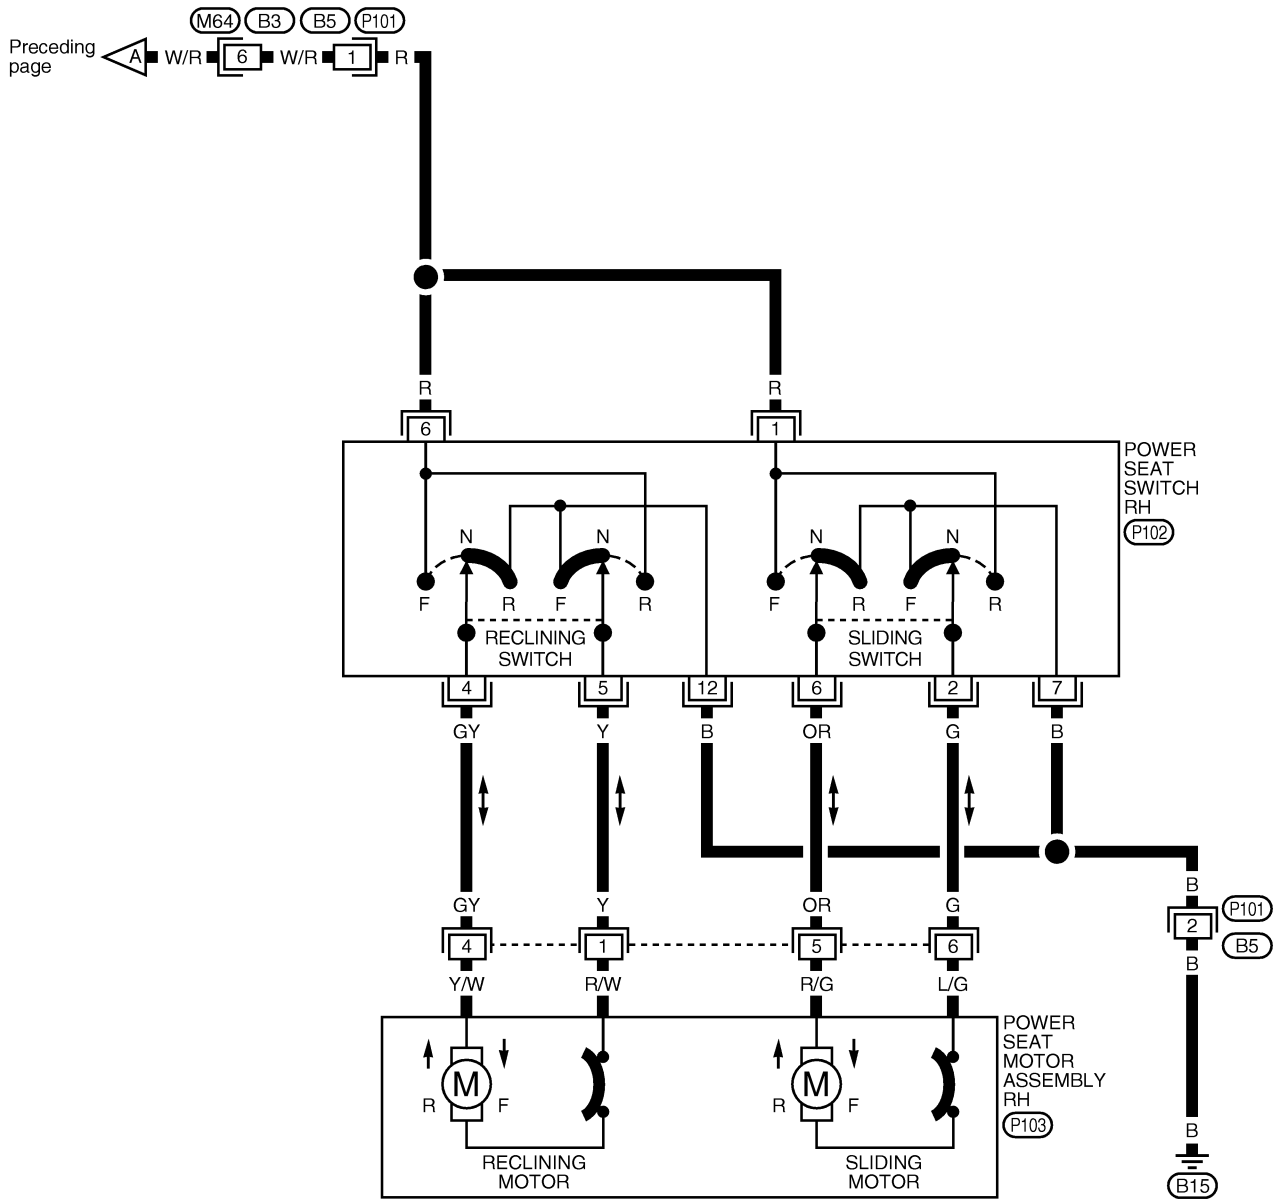 M64 B3 B5 P101
Preceding
page
A W/R 6 W/R 1 R
R R
6 1
POWER
SEAT
SWITCH
RH
P102
N N N N
F R F R F R F R
RECLINING
SWITCH
SLIDING
SWITCH
4 5 12 6 2 7
GY Y B OR G B
B
GY Y OR G
P101
2
B5
4 1 5 6
B
Y/W R/W R/G L/G
POWER
SEAT
MOTOR
ASSEMBLY
RH
P103
M M
R F R F
B
RECLINING
MOTOR
SLIDING
MOTOR
B15